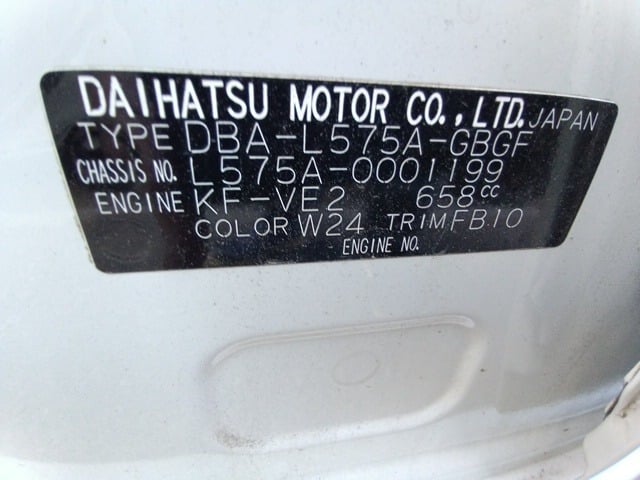 DAIHATSU MOTOR CO.,LTD. JAPAN
TYPE DBA-L575A-GBGF
CHASSIS NO. L575A-0001199
ENGINE KF-VE2 658cc
COLOR W24 TRIM FB10
ENGINE NO.